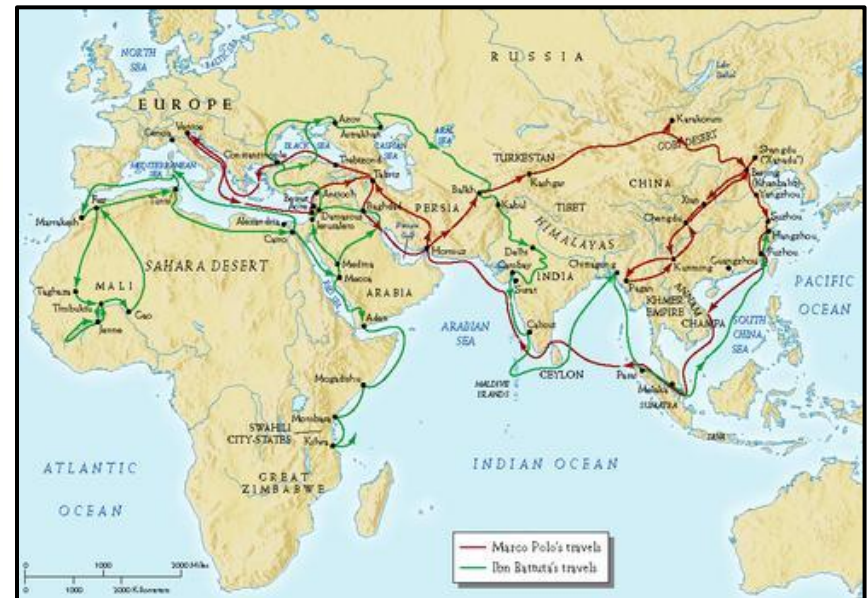 NORTH
SEA
BALTIC SEA
RUSSIA
EUROPE
Genoa
Venice
Azov
Astrakhan
ARAL
SEA
Karakorum
GOBI DESERT
Shangdu
("Xanadu")
Beijing
(Khanbalik)
BLACK SEA
CASPIAN
SEA
Constantinople
Trebizond
TURKESTAN
Kashgar
MEDITERRANEAN
SEA
Tabriz
Balkh
CHINA
Xian
Yangzhou
Suzhou
Hangzhou
Fuzhou
Tunis
Antioch
Beirut
Damascus
Jerusalem
Baghdad
PERSIA
Kabul
TIBET
Chengdu
Marrakesh
Fez
Alexandria
Cairo
Persian
Gulf
Hormuz
HIMALAYAS
Delhi
Guangzhou
Kunming
SAHARA DESERT
Medina
Mecca
RED SEA
ARABIA
Cambay
Surat
INDIA
Chittagong
Pagan
ANNAM
KHMER
EMPIRE
CHAMPA
PACIFIC
OCEAN
Taghaza
MALI
Timbuktu
Jenne
Gao
Aden
ARABIAN
SEA
Calicut
SOUTH
CHINA
SEA
MALDIVE
ISLANDS
CEYLON
Melaka
SUMATRA
JAVA
Mogadishu
Mombasa
SWAHILI
CITY-STATES
Kilwa
GREAT
ZIMBABWE
ATLANTIC
OCEAN
INDIAN OCEAN
Marco Polo's travels
Ibn Battuta's travels
0 1000 2000 Miles
0 1000 2000 Kilometers